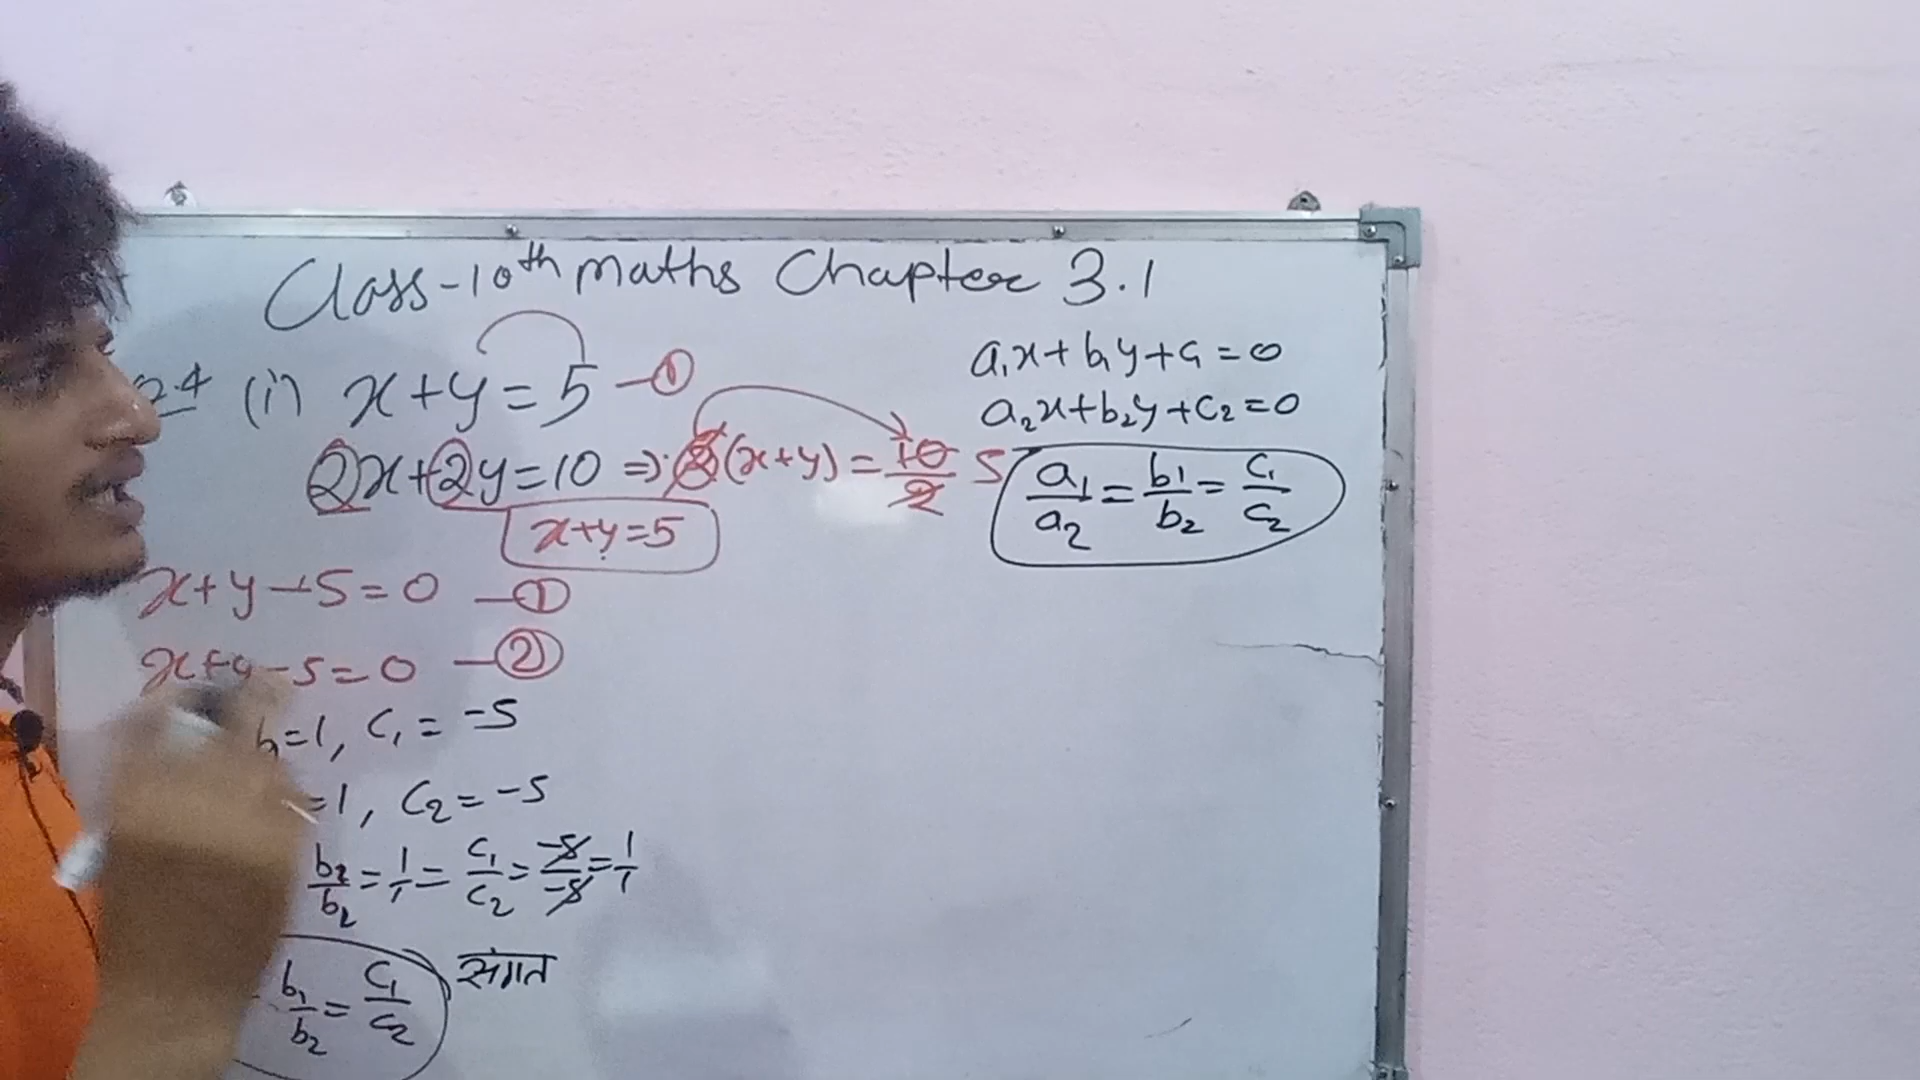 Class-10th maths Chapter 3.1
Q.4 (i) x+y=5 —①
2x+2y=10 ⇒ 2(x+y) = 10/2 5
x+y=5
x+y-5=0 —①
x+y-5=0 —②
b₁=1, C₁ = -5
=1, C₂ = -5
b₂/b₂ = 1/1 = C₁/C₂ = -5/-5 = 1/1
b₁/b₂ = C₁/C₂ संगत
a₁x+b₁y+c₁=0
a₂x+b₂y+c₂=0
a₁/a₂ = b₁/b₂ = c₁/c₂